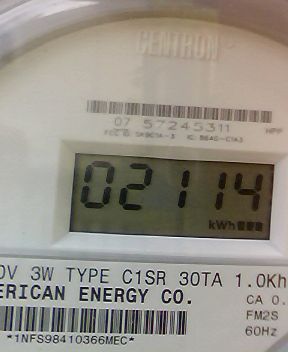 CENTRON
07 57245311 HPP
02114
kWh
0V 3W TYPE C1SR 30TA 1.0Kh
ERICAN ENERGY CO. CA 0.
FM2S
60Hz
*1NFS98410366MEC*